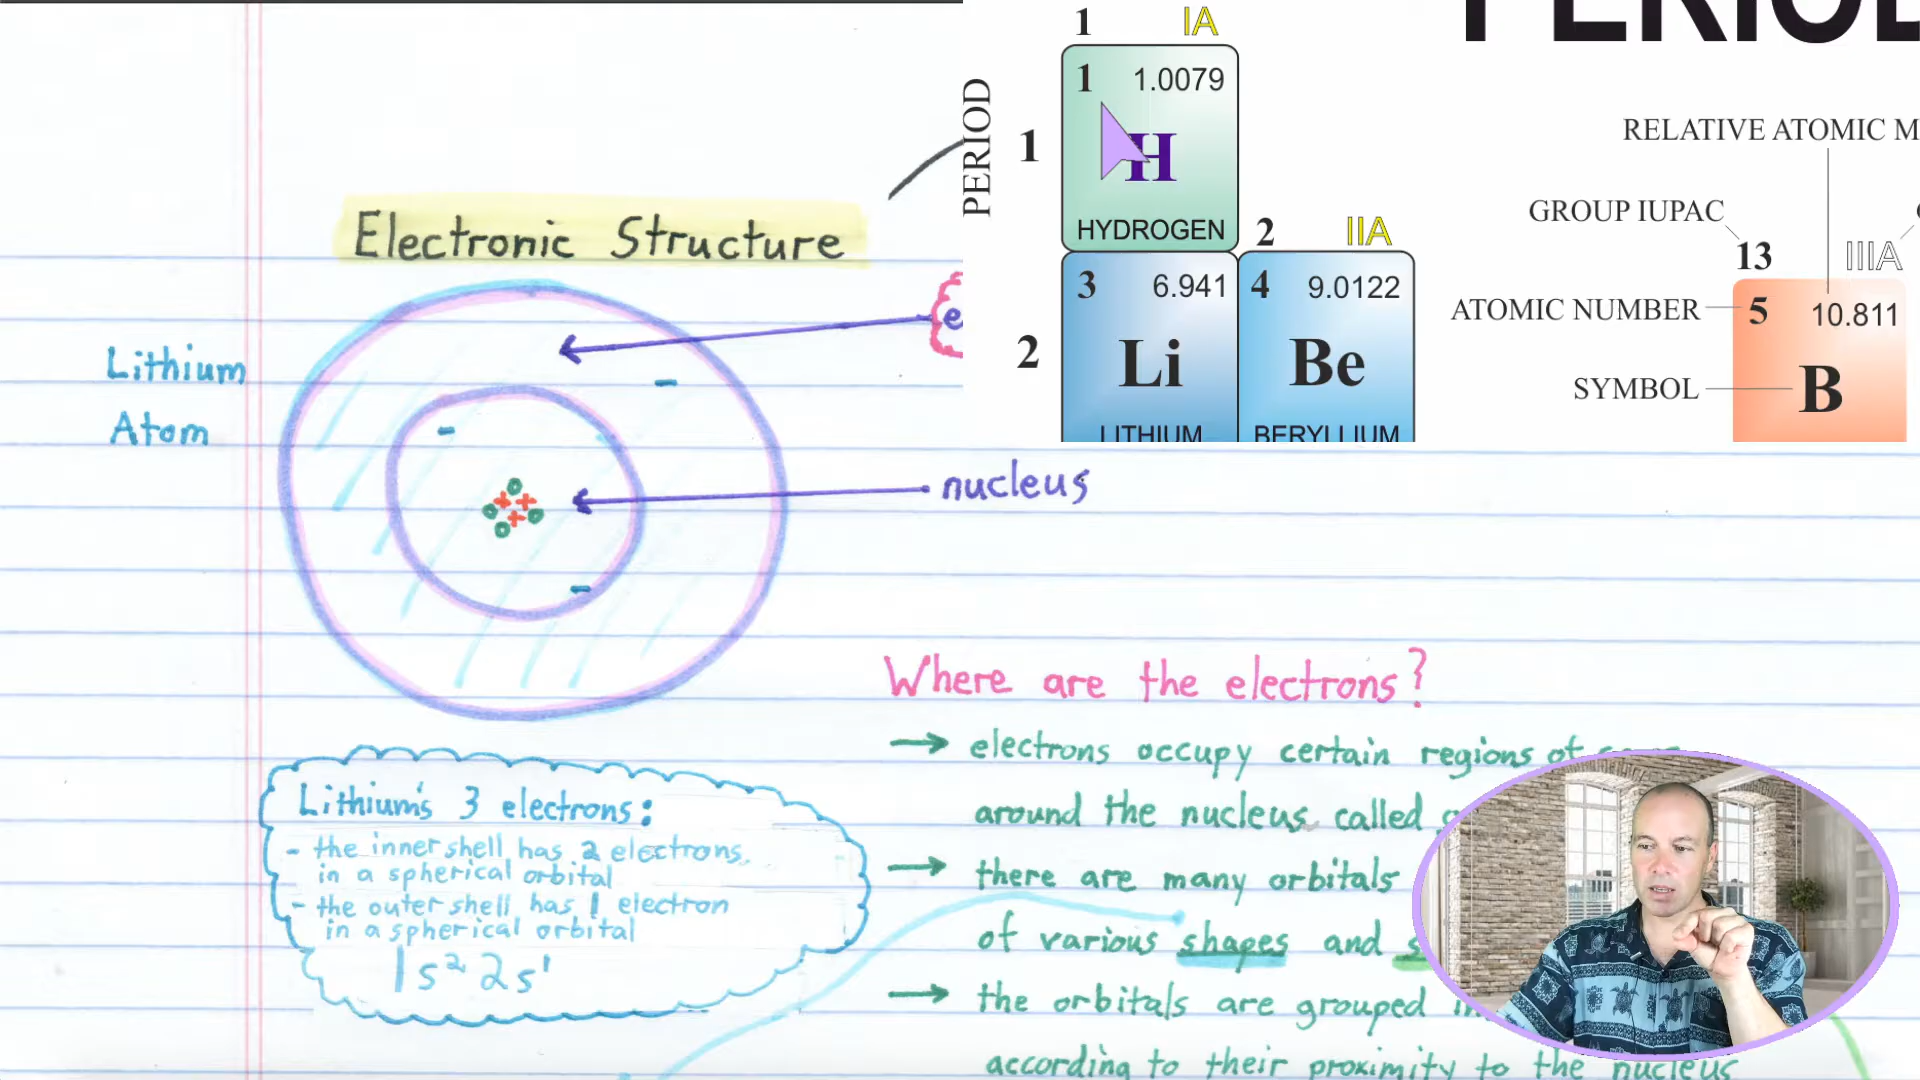 Electronic Structure
Lithium
Atom
nucleus
Lithium's 3 electrons:
- the inner shell has 2 electrons
in a spherical orbital
- the outer shell has 1 electron
in a spherical orbital
1s² 2s¹
Where are the electrons?
→ electrons occupy certain regions of
around the nucleus called
→ there are many orbitals
of various shapes and
→ the orbitals are grouped
according to their proximity to the nucleus
PERIOD
1 IA
1
1 1.0079
H
HYDROGEN
2 IIA
2
3 6.941
Li
LITHIUM
4 9.0122
Be
BERYLLIUM
RELATIVE ATOMIC M
GROUP IUPAC
13 IIIA
ATOMIC NUMBER
5 10.811
SYMBOL
B